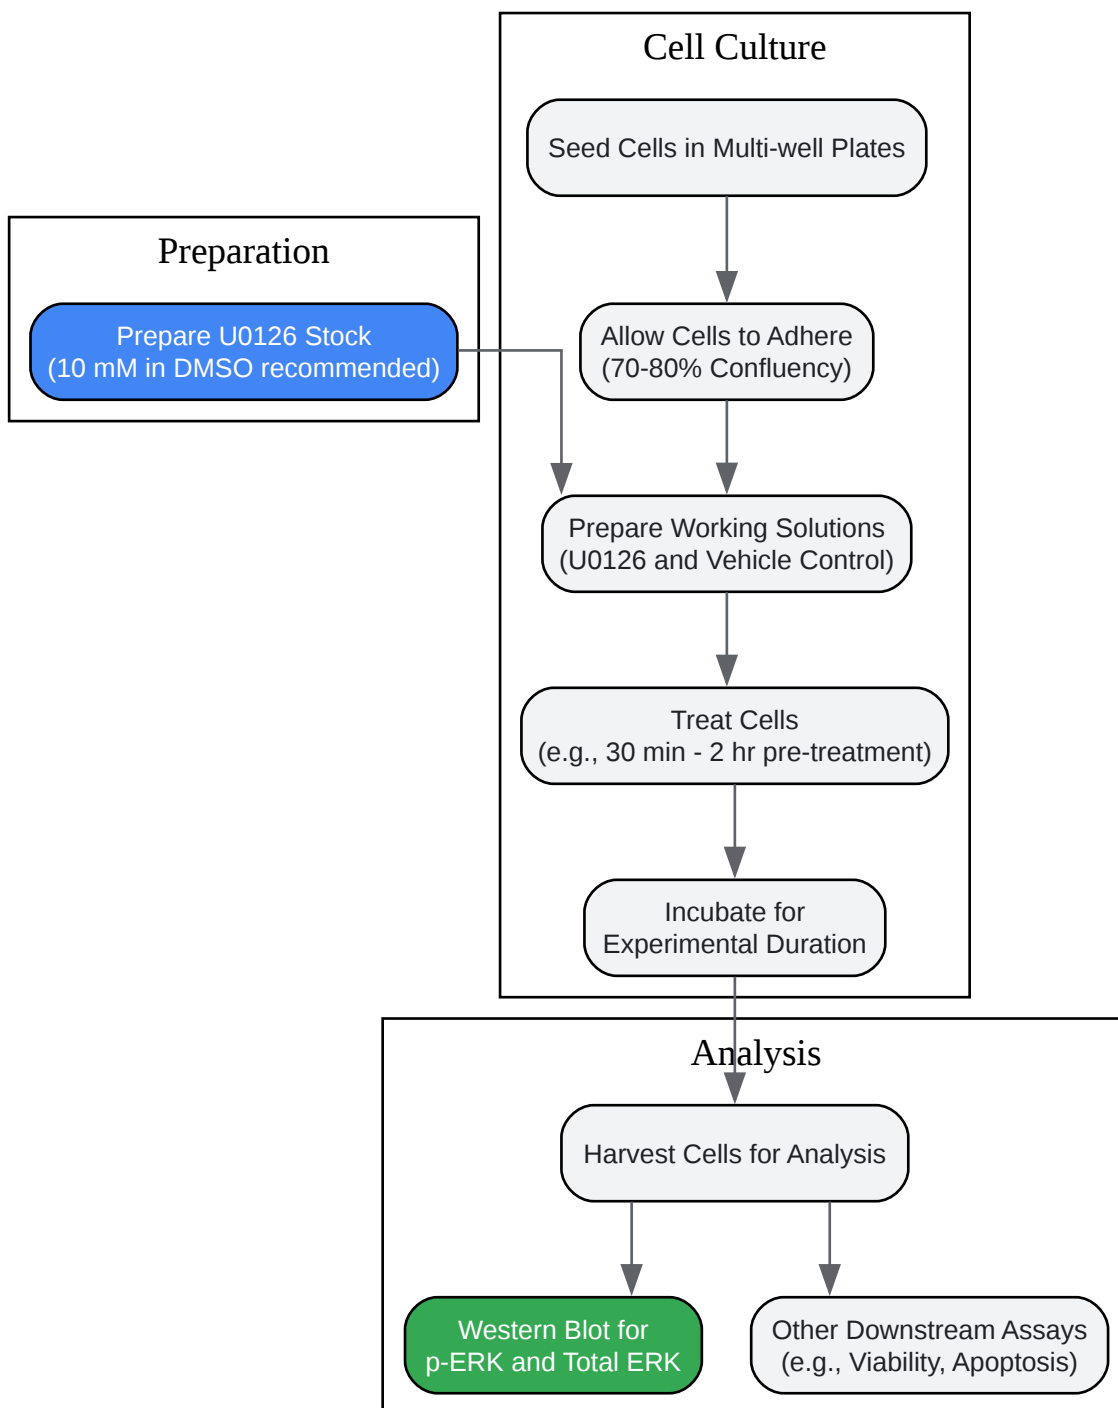 Cell Culture
Seed Cells in Multi-well Plates
Preparation
Prepare U0126 Stock
(10 mM in DMSO recommended)
Allow Cells to Adhere
(70-80% Confluency)
Prepare Working Solutions
(U0126 and Vehicle Control)
Treat Cells
(e.g., 30 min - 2 hr pre-treatment)
Incubate for
Experimental Duration
Analysis
Harvest Cells for Analysis
Western Blot for
p-ERK and Total ERK
Other Downstream Assays
(e.g., Viability, Apoptosis)